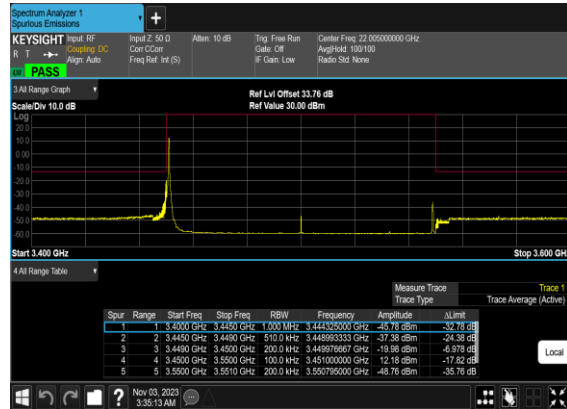 Spectrum Analyzer 1
Spurious Emissions
+
KEYSIGHT Input: RF Input Z: 50 Ω Atten: 10 dB Trig: Free Run Center Freq: 22.005000000 GHz
R T Coupling: DC Corr CCorr Gate: Off Avg|Hold: 100/100
Align: Auto Freq Ref: Int (S) IF Gain: Low Radio Std: None
PASS
3 All Range Graph
Ref Lvl Offset 33.76 dB
Scale/Div 10.0 dB Ref Value 30.00 dBm
Log
20.0
10.0
0.00
-10.0
-20.0
-30.0
-40.0
-50.0
-60.0
Start 3.400 GHz Stop 3.600 GH
4 All Range Table
Measure Trace Trace 1
Trace Type Trace Average (Active)
Spur Range Start Freq Stop Freq RBW Frequency Amplitude ΔLimit
1 1 3.4000 GHz 3.4450 GHz 1.000 MHz 3.444325000 GHz -45.78 dBm -32.78 dB
2 2 3.4450 GHz 3.4490 GHz 510.0 kHz 3.448993333 GHz -37.38 dBm -24.38 dB
3 3 3.4490 GHz 3.4500 GHz 200.0 kHz 3.449976667 GHz -19.98 dBm -6.978 dB
4 4 3.4500 GHz 3.5500 GHz 100.0 kHz 3.451000000 GHz 12.18 dBm -17.82 dB
5 5 3.5500 GHz 3.5510 GHz 200.0 kHz 3.550795000 GHz -48.76 dBm -35.76 dB
Local
? Nov 03, 2023
3:35:13 AM